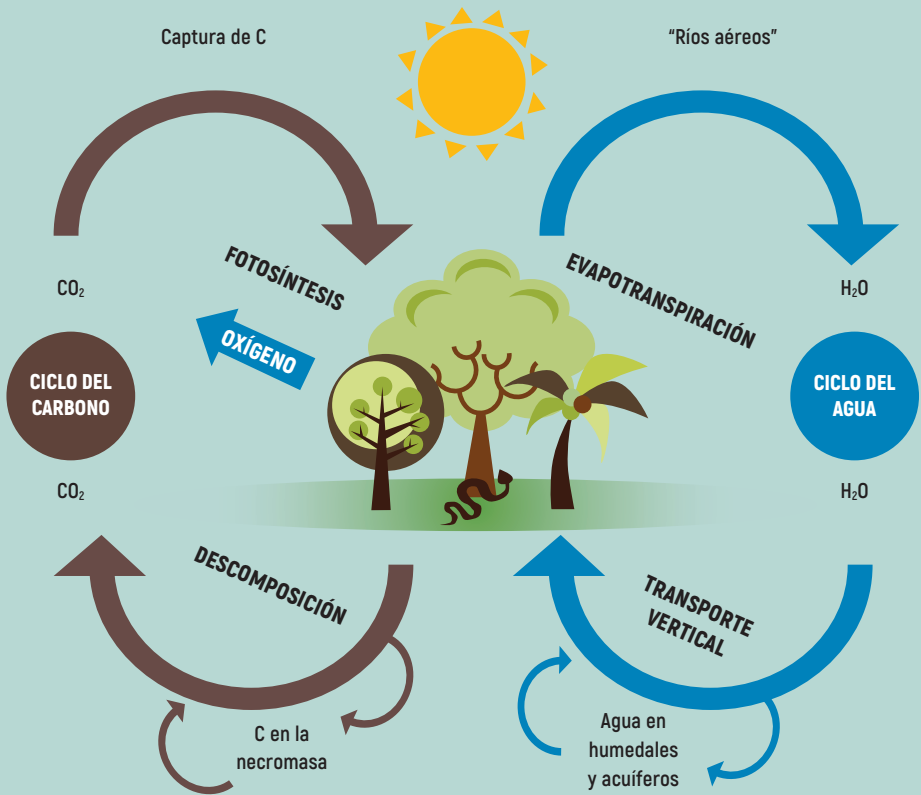 Captura de C
“Ríos aéreos”
FOTOSÍNTESIS
EVAPOTRANSPIRACIÓN
CO₂
H₂O
OXÍGENO
CICLO DEL
CARBONO
CICLO DEL
AGUA
CO₂
H₂O
DESCOMPOSICIÓN
TRANSPORTE
VERTICAL
C en la
necromasa
Agua en
humedales
y acuíferos